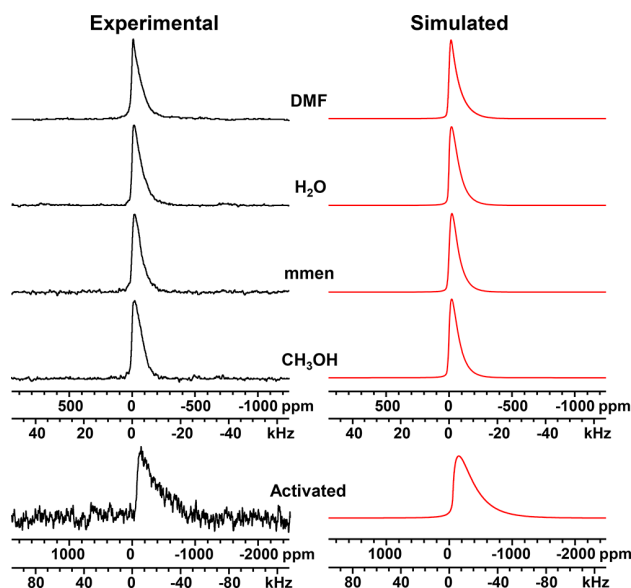 Experimental Simulated
DMF
H₂O
mmen
CH₃OH
500 0 -500 -1000 ppm 500 0 -500 -1000 ppm
40 20 0 -20 -40 kHz 40 20 0 -20 -40 kHz
Activated
1000 0 -1000 -2000 ppm 1000 0 -1000 -2000 ppm
80 40 0 -40 -80 kHz 80 40 0 -40 -80 kHz